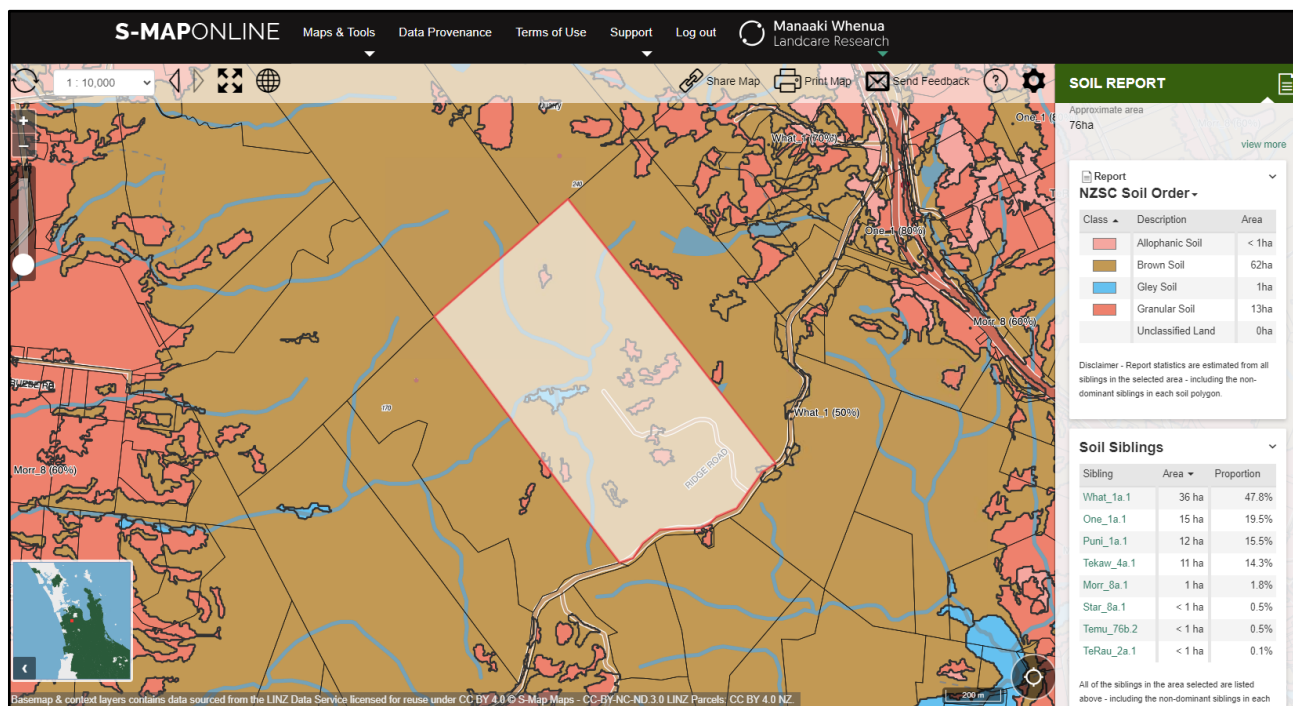 S-MAPONLINE
Maps & Tools
Data Provenance
Terms of Use
Support
Log out
Manaaki Whenua
Landcare Research
1 : 10,000
Share Map
Print Map
Send Feedback
?
+
−
What_1 (70%)
One_1 (80%)
240
Morr_8 (60%)
170
What_1 (50%)
RIDGE ROAD
Morr_8 (60%)
200 m
Basemap & context layers contains data sourced from the LINZ Data Service licensed for reuse under CC BY 4.0 © S-Map Maps - CC-BY-NC-ND.3.0 LINZ Parcels: CC BY 4.0 NZ.
SOIL REPORT
Approximate area
76ha
view more
Report
NZSC Soil Order
Class Description Area
Allophanic Soil < 1ha
Brown Soil 62ha
Gley Soil 1ha
Granular Soil 13ha
Unclassified Land 0ha
Disclaimer - Report statistics are estimated from all
siblings in the selected area - including the non-
dominant siblings in each soil polygon.
Soil Siblings
Sibling Area Proportion
What_1a.1 36 ha 47.8%
One_1a.1 15 ha 19.5%
Puni_1a.1 12 ha 15.5%
Tekaw_4a.1 11 ha 14.3%
Morr_8a.1 1 ha 1.8%
Star_8a.1 < 1 ha 0.5%
Temu_76b.2 < 1 ha 0.5%
TeRau_2a.1 < 1 ha 0.1%
All of the siblings in the area selected are listed
above - including the non-dominant siblings in each